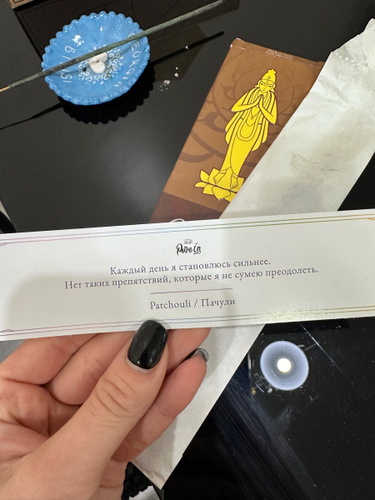 Каждый день я становлюсь сильнее.
Нет таких препятствий, которые я не сумею преодолеть.
Patchouli / Пачули